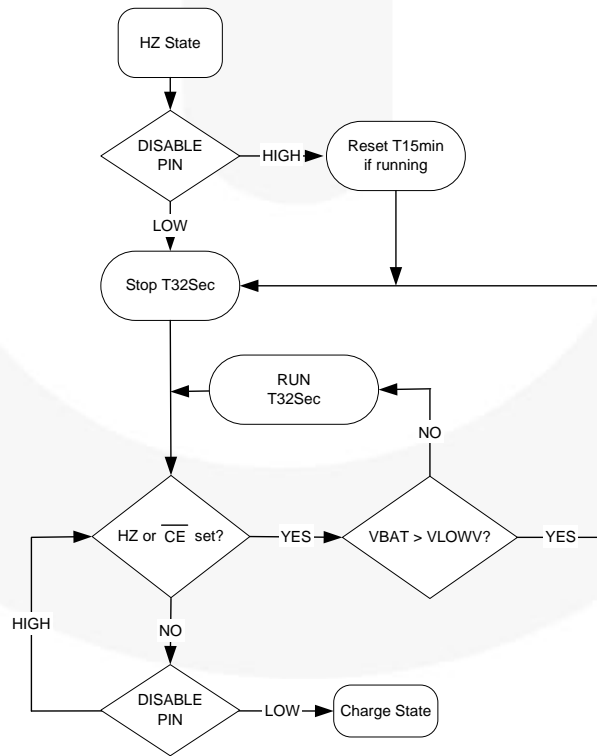 HZ State
DISABLE
PIN
HIGH
Reset T15min
if running
LOW
Stop T32Sec
RUN
T32Sec
NO
HZ or CE set?
YES
VBAT > VLOWV?
YES
HIGH
NO
DISABLE
PIN
LOW
Charge State